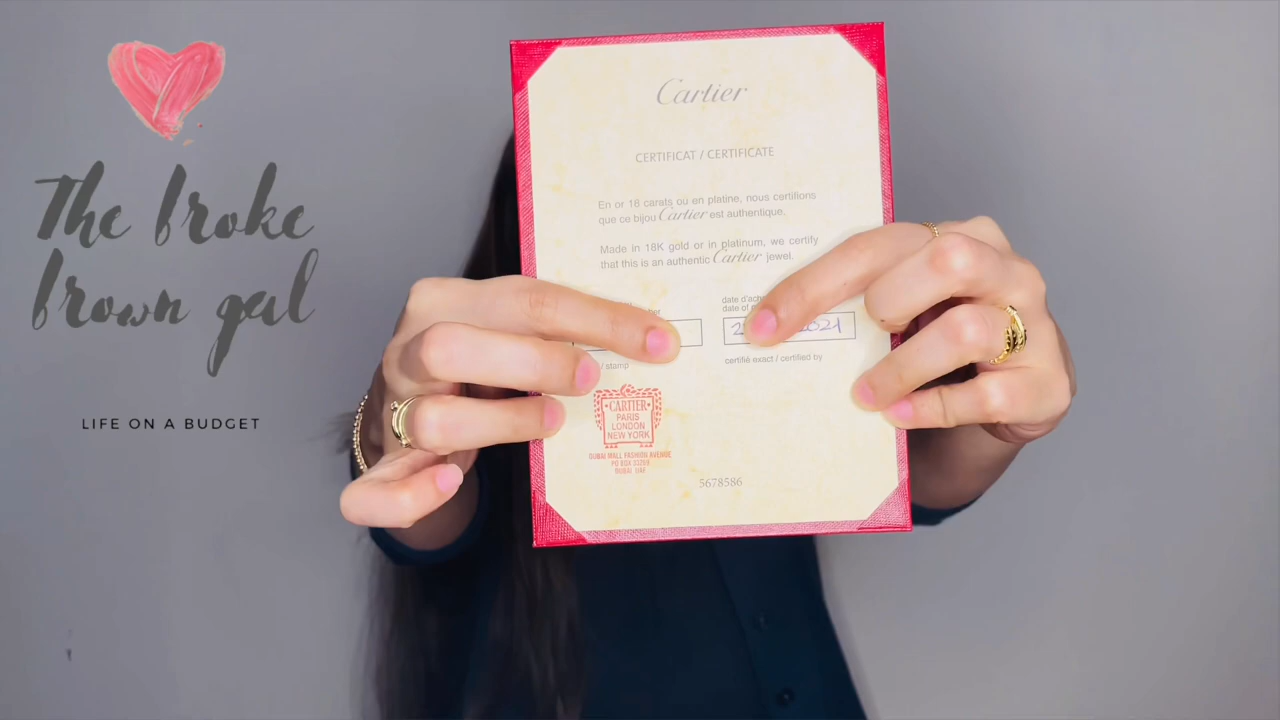 The broke
brown gal
LIFE ON A BUDGET
Cartier
CERTIFICAT / CERTIFICATE
En or 18 carats ou en platine, nous certifions
que ce bijou Cartier est authentique.
Made in 18K gold or in platinum, we certify
that this is an authentic Cartier jewel.
date of
2021
/ stamp
certifié exact / certified by
CARTIER
PARIS
LONDON
NEW YORK
DUBAI MALL FASHION AVENUE
PO BOX 33269
DUBAI UAE
5678586